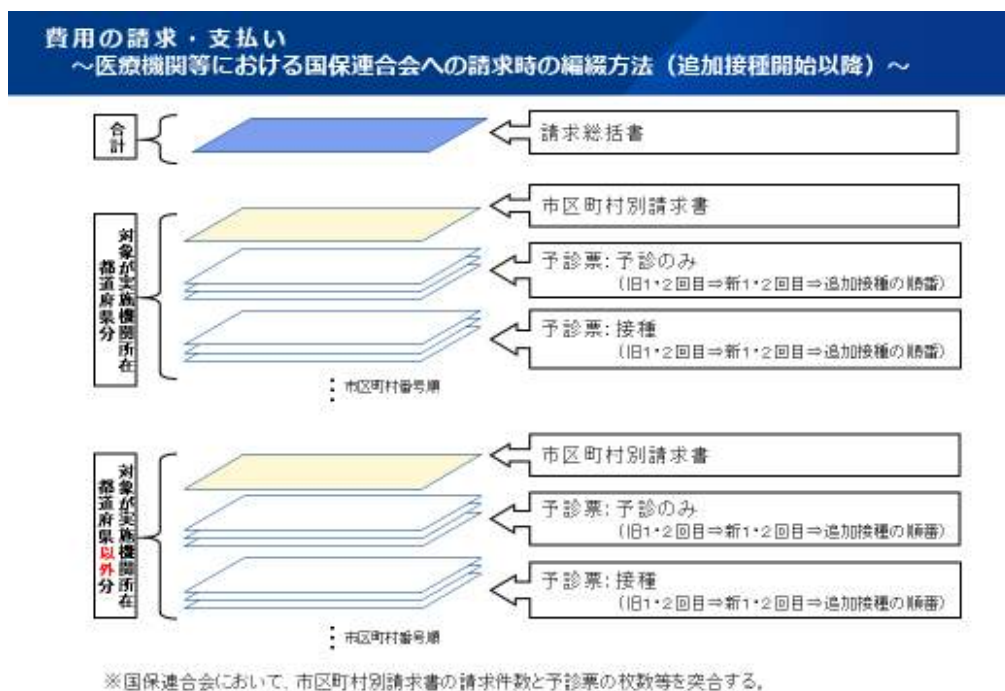 費用の請求・支払い
～医療機関等における国保連合会への請求時の編綴方法（追加接種開始以降）～
合計
請求総括書
対象が実施機関所在
都道府県分
市区町村別請求書
予診票：予診のみ
（旧1・2回目⇒新1・2回目⇒追加接種の順番）
予診票：接種
（旧1・2回目⇒新1・2回目⇒追加接種の順番）
市区町村番号順
対象が実施機関所在
都道府県以外分
市区町村別請求書
予診票：予診のみ
（旧1・2回目⇒新1・2回目⇒追加接種の順番）
予診票：接種
（旧1・2回目⇒新1・2回目⇒追加接種の順番）
市区町村番号順
※国保連合会において、市区町村別請求書の請求件数と予診票の枚数等を突合する。